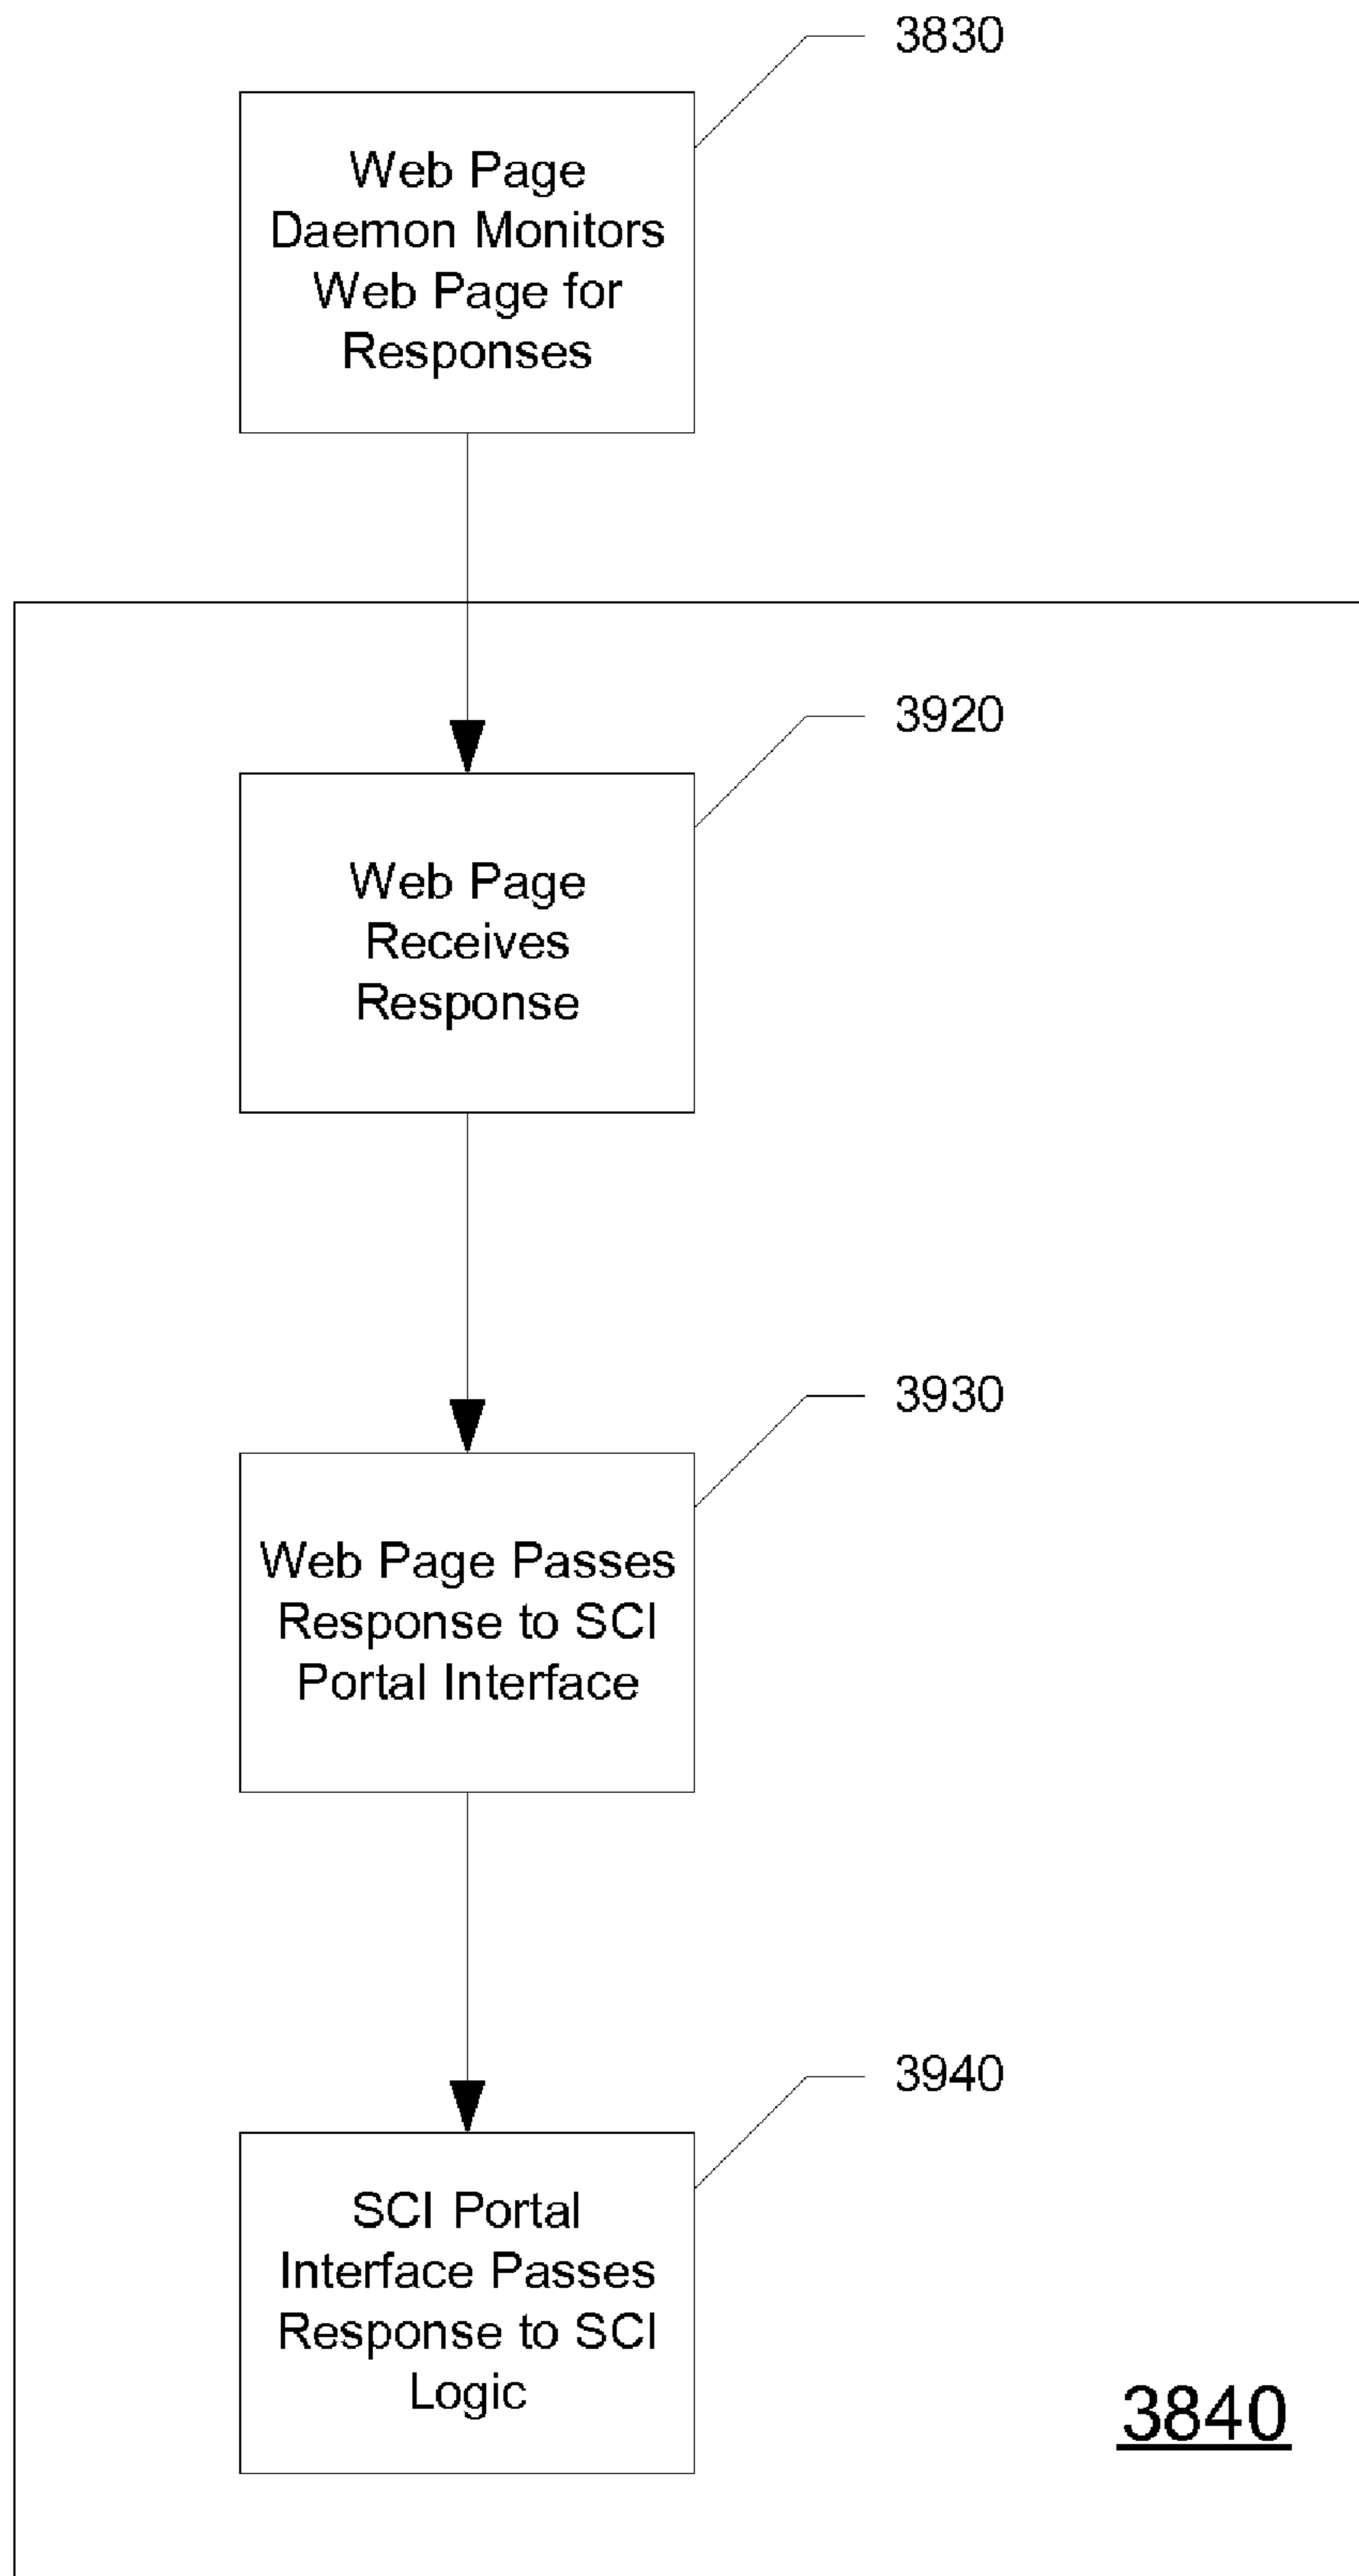 3830
Web Page
Daemon Monitors
Web Page for
Responses
3920
Web Page
Receives
Response
3930
Web Page Passes
Response to SCI
Portal Interface
3940
SCI Portal
Interface Passes
Response to SCI
Logic
3840